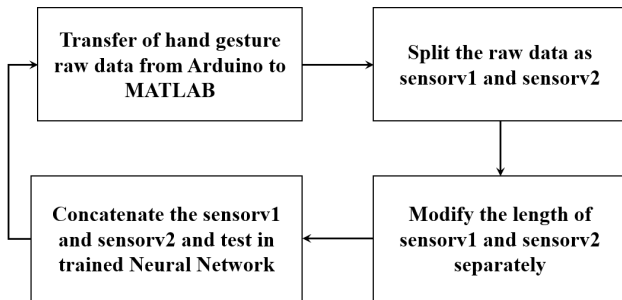 Transfer of hand gesture
raw data from Arduino to
MATLAB
Split the raw data as
sensorv1 and sensorv2
Modify the length of
sensorv1 and sensorv2
separately
Concatenate the sensorv1
and sensorv2 and test in
trained Neural Network